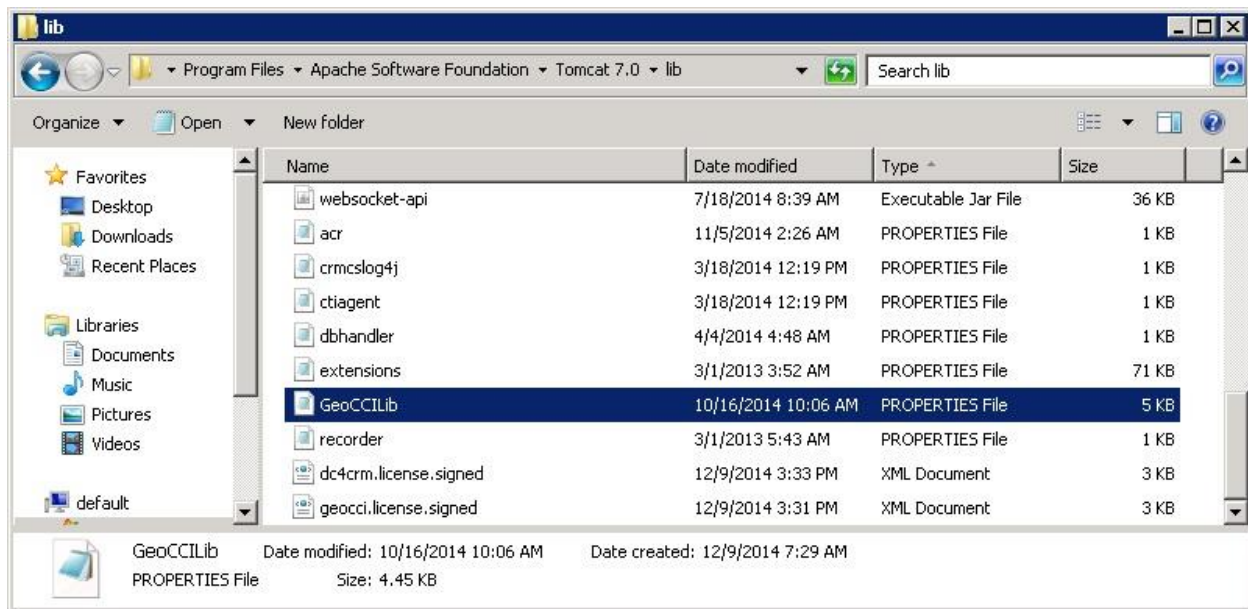 lib
Program Files Apache Software Foundation Tomcat 7.0 lib
Search lib
Organize Open New folder
Favorites
Desktop
Downloads
Recent Places
Libraries
Documents
Music
Pictures
Videos
default
Name Date modified Type Size
websocket-api 7/18/2014 8:39 AM Executable Jar File 36 KB
acr 11/5/2014 2:26 AM PROPERTIES File 1 KB
crmcslog4j 3/18/2014 12:19 PM PROPERTIES File 1 KB
ctiagent 3/18/2014 12:19 PM PROPERTIES File 1 KB
dbhandler 4/4/2014 4:48 AM PROPERTIES File 1 KB
extensions 3/1/2013 3:52 AM PROPERTIES File 71 KB
GeoCCILib 10/16/2014 10:06 AM PROPERTIES File 5 KB
recorder 3/1/2013 5:43 AM PROPERTIES File 1 KB
dc4crm.license.signed 12/9/2014 3:33 PM XML Document 3 KB
geocci.license.signed 12/9/2014 3:31 PM XML Document 3 KB
GeoCCILib Date modified: 10/16/2014 10:06 AM Date created: 12/9/2014 7:29 AM
PROPERTIES File Size: 4.45 KB